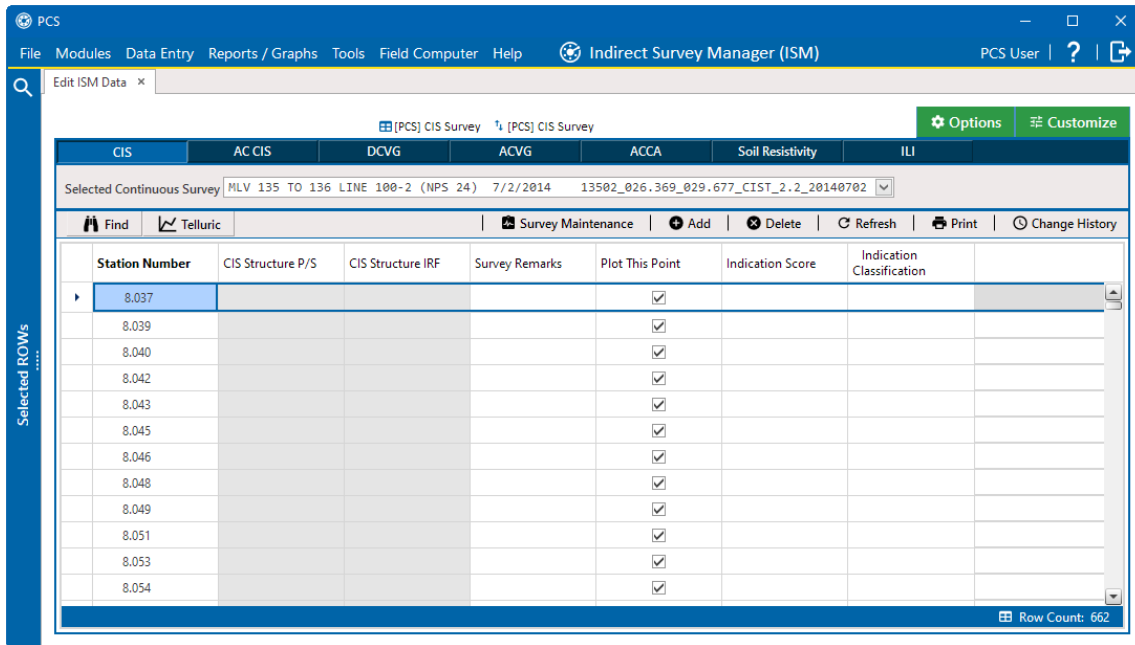 PCS
File Modules Data Entry Reports / Graphs Tools Field Computer Help Indirect Survey Manager (ISM) PCS User | ? |
Edit ISM Data ×
[PCS] CIS Survey [PCS] CIS Survey Options Customize
CIS AC CIS DCVG ACVG ACCA Soil Resistivity ILI
Selected Continuous Survey MLV 135 TO 136 LINE 100-2 (NPS 24) 7/2/2014 13502_026.369_029.677_CIST_2.2_20140702
Find Telluric | Survey Maintenance | Add | Delete | Refresh | Print | Change History
Station Number CIS Structure P/S CIS Structure IRF Survey Remarks Plot This Point Indication Score Indication Classification
8.037
8.039
8.040
8.042
8.043
8.045
8.046
8.048
8.049
8.051
8.053
8.054
Selected ROWs
Row Count: 662